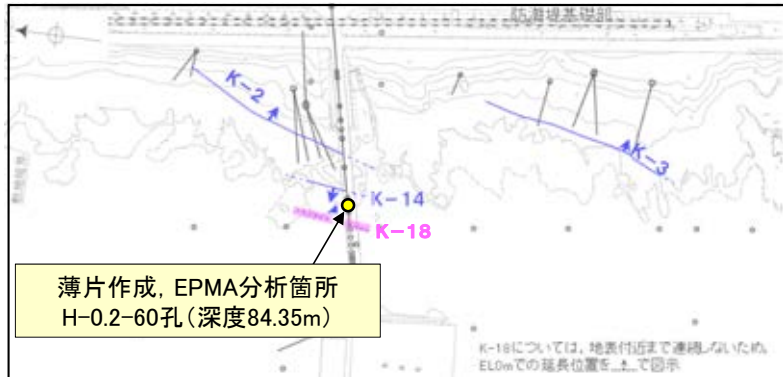 防潮堤基礎部
K-2
K-3
K-14
K-18
薄片作成, EPMA分析箇所
H-0.2-60孔(深度84.35m)
K-18については、地表付近まで連続しないため、
EL0mでの延長位置を で図示